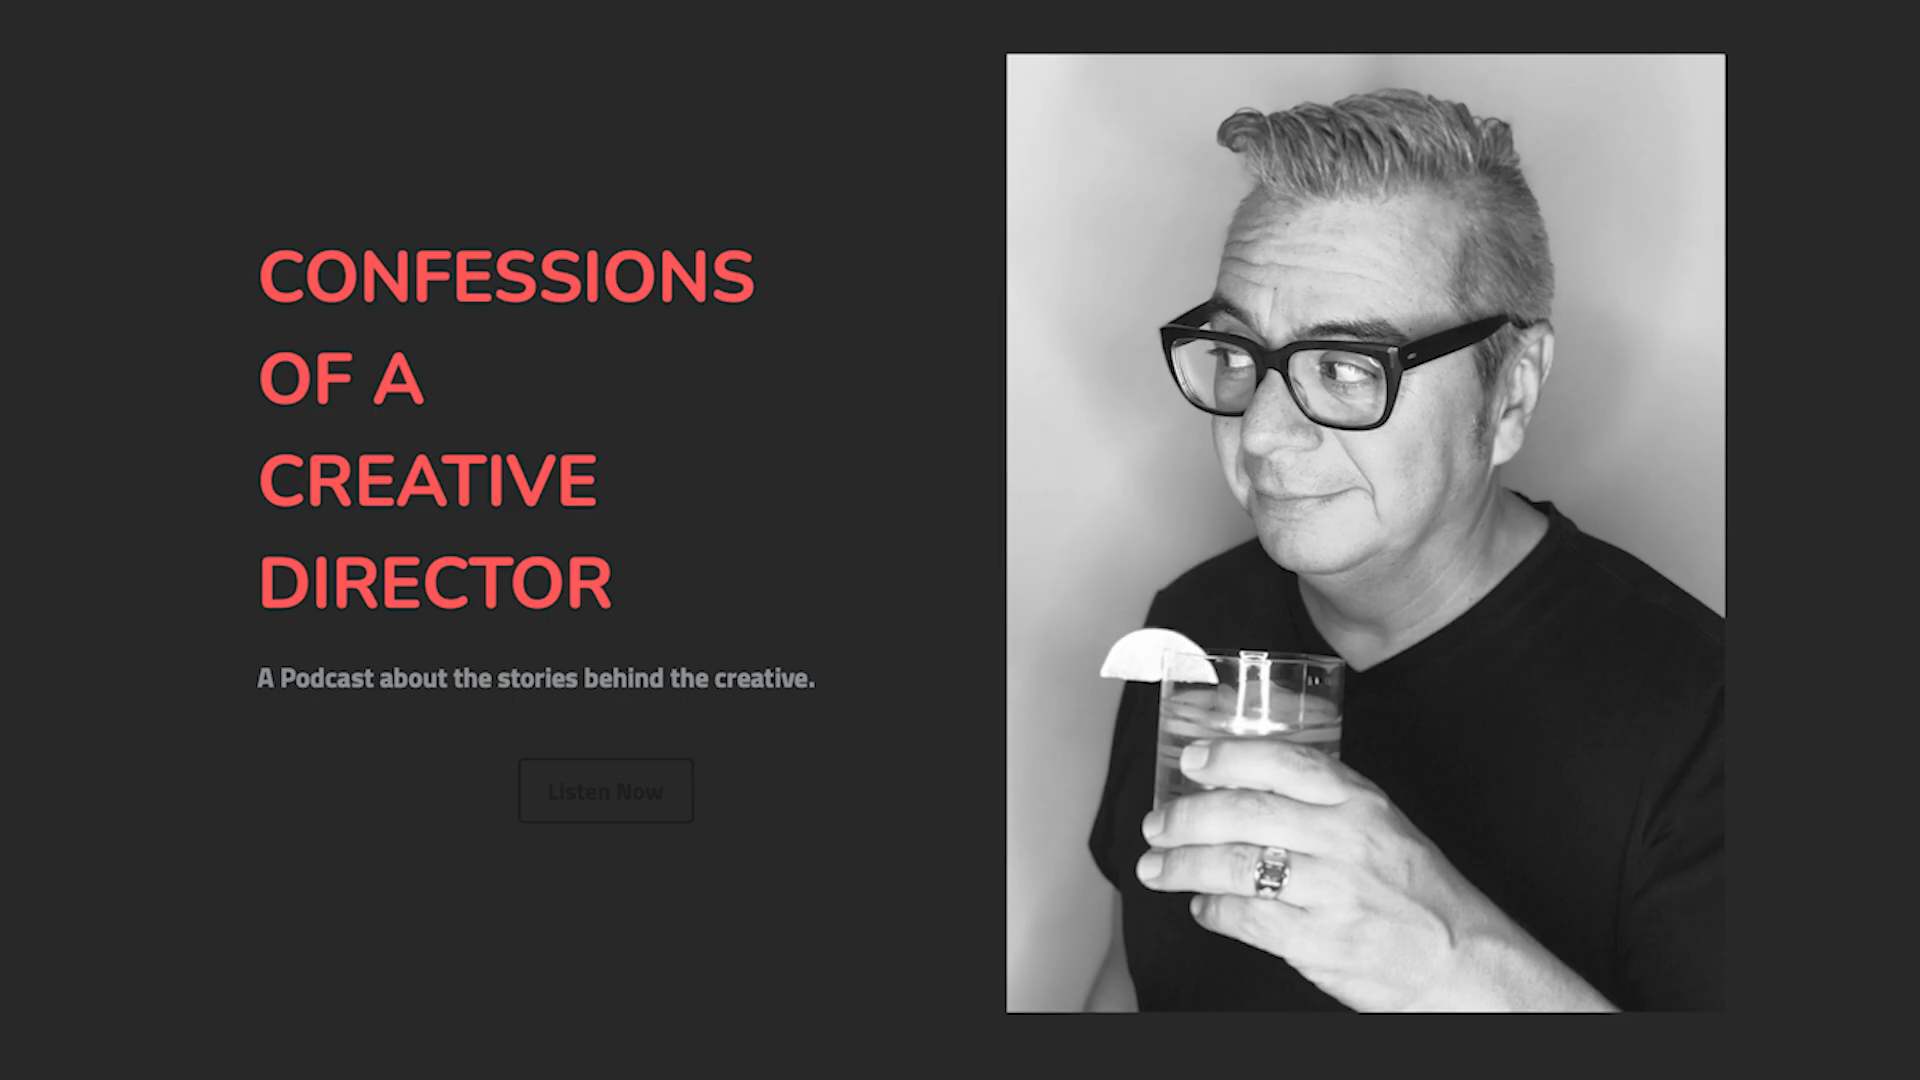 CONFESSIONS
OF A
CREATIVE
DIRECTOR
A Podcast about the stories behind the creative.
Listen Now